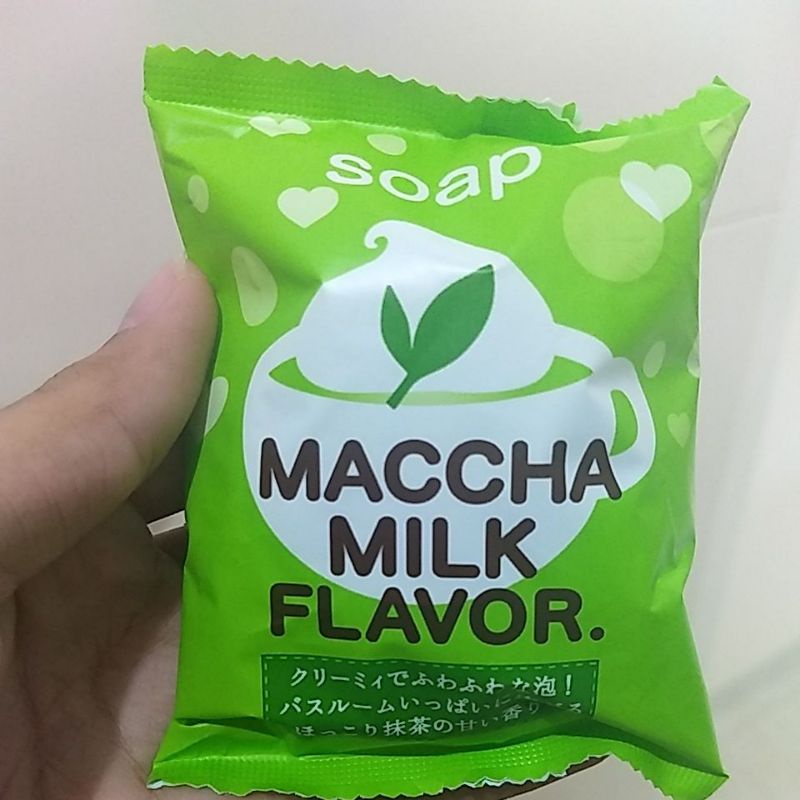 soap
MACCHA
MILK
FLAVOR.
クリーミィでふわふわな泡！
バスルームいっぱいに香り
ほっこり抹茶の甘い